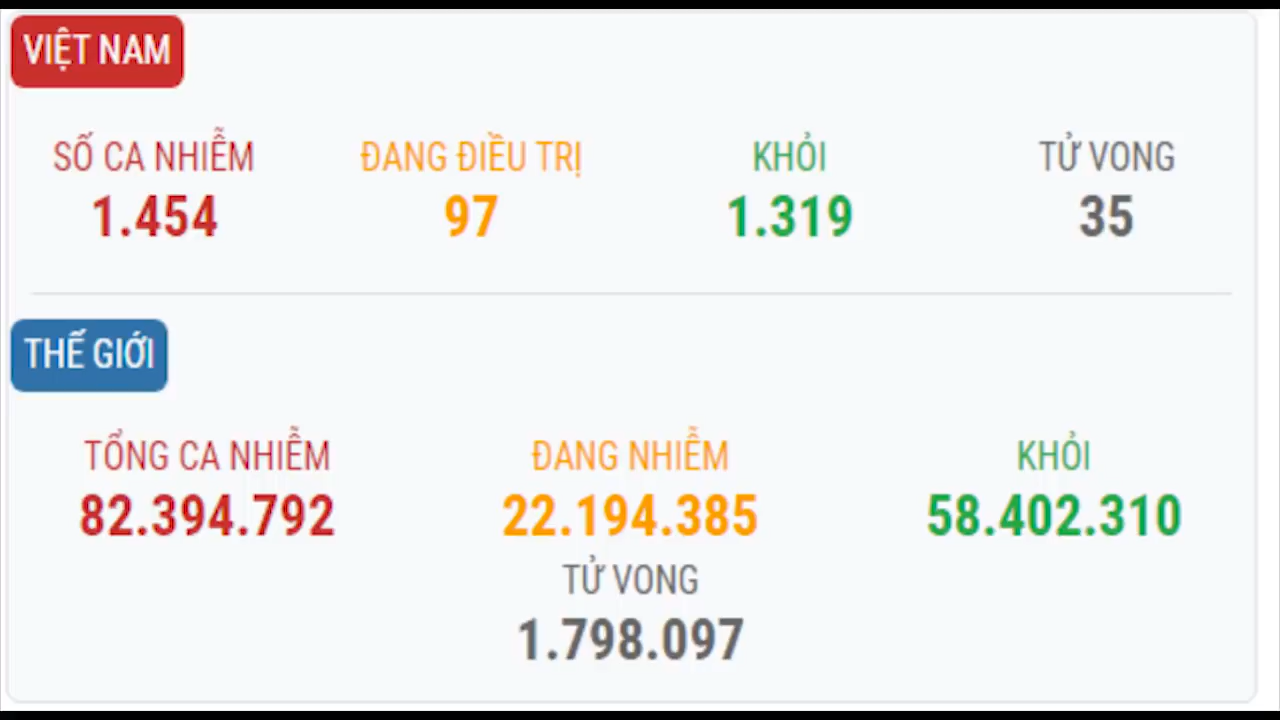 VIỆT NAM
SỐ CA NHIỄM ĐANG ĐIỀU TRỊ KHỎI TỬ VONG
1.454 97 1.319 35
THẾ GIỚI
TỔNG CA NHIỄM ĐANG NHIỄM KHỎI
82.394.792 22.194.385 58.402.310
TỬ VONG
1.798.097